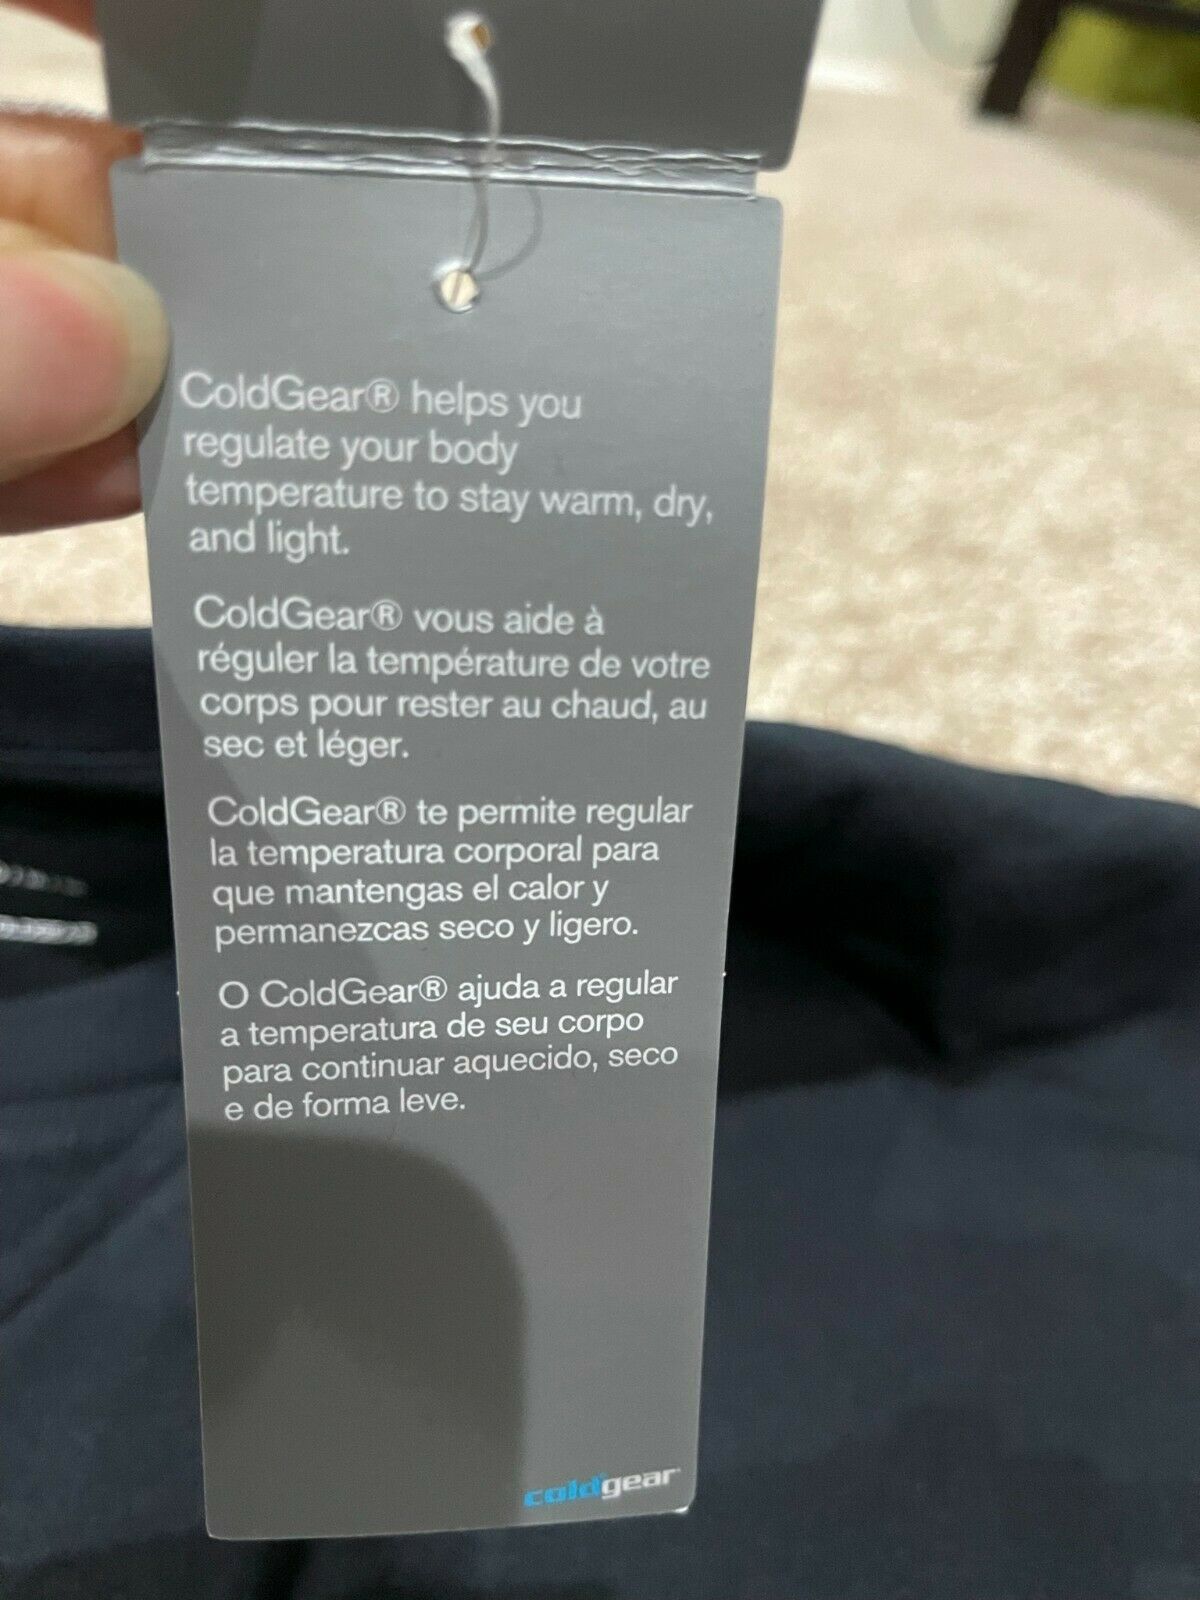 ColdGear® helps you
regulate your body
temperature to stay warm, dry,
and light.
ColdGear® vous aide à
réguler la température de votre
corps pour rester au chaud, au
sec et léger.
ColdGear® te permite regular
la temperatura corporal para
que mantengas el calor y
permanezcas seco y ligero.
O ColdGear® ajuda a regular
a temperatura de seu corpo
para continuar aquecido, seco
e de forma leve.
coldgear